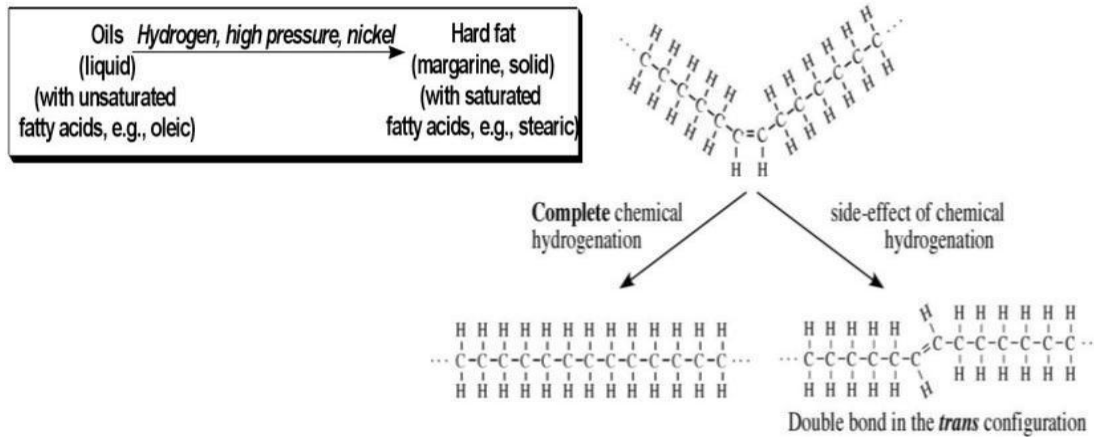 Oils Hydrogen, high pressure, nickel Hard fat
(liquid) (margarine, solid)
(with unsaturated (with saturated
fatty acids, e.g., oleic) fatty acids, e.g., stearic)
C=C
H H
Complete chemical
hydrogenation
side-effect of chemical
hydrogenation
H H H H H H H H H H H H H
···C-C-C-C-C-C-C-C-C-C-C-C-C···
H H H H H H H H H H H H H
H H H H H H H
H H H H H
C-C-C-C-C-C-C···
···C-C-C-C-C-C
H H H H H H
H H H H H H
Double bond in the trans configuration